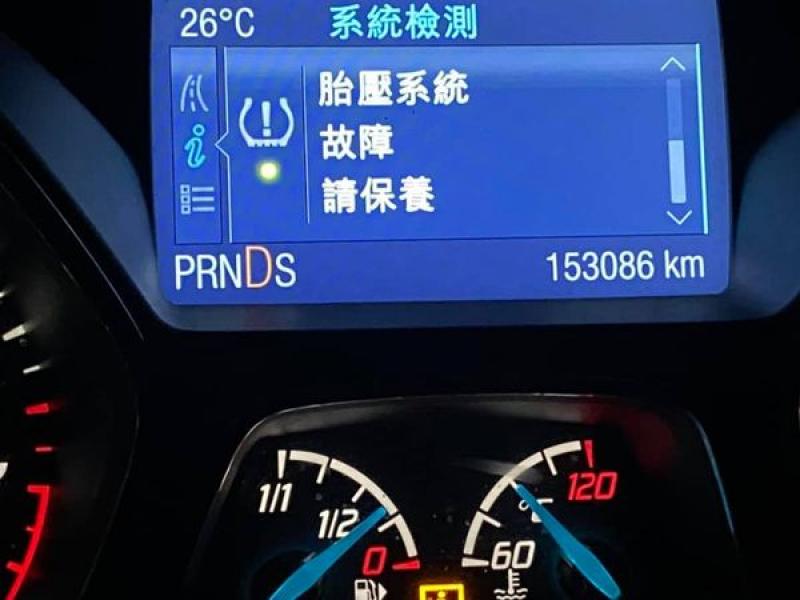 26°C 系統檢測
胎壓系統
故障
請保養
PRNDS 153086 km
1/1 1/2 0
60 °C 120